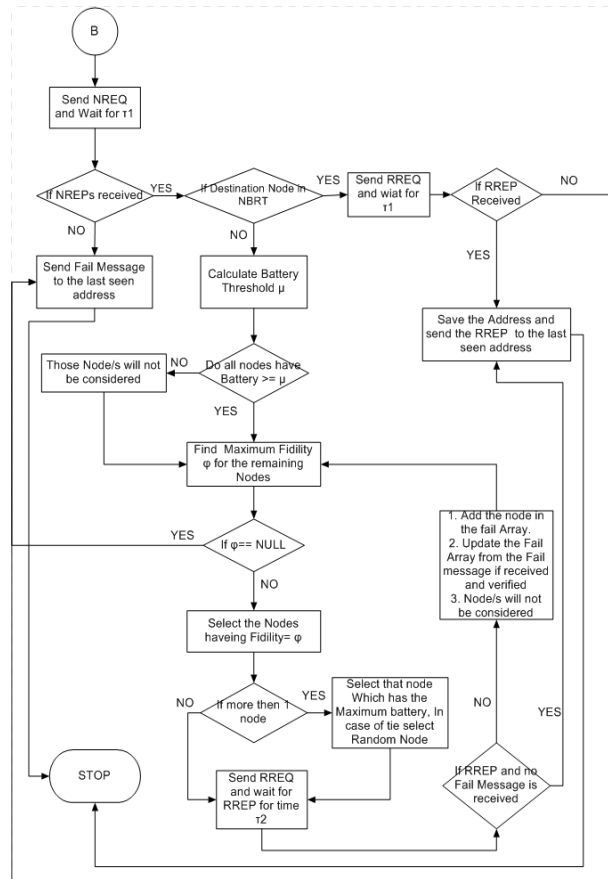 B
Send NREQ
and Wait for τ1
If NREPs received
YES
If Destination Node in
NBRT
YES
Send RREQ
and wiat for
τ1
If RREP
Received
NO
NO
Send Fail Message
to the last seen
address
NO
Calculate Battery
Threshold μ
YES
Save the Address and
send the RREP to the last
seen address
Those Node/s will not
be considered
NO
Do all nodes have
Battery >= μ
YES
Find Maximum Fidility
φ for the remaining
Nodes
YES
If φ== NULL
NO
1. Add the node in
the fail Array.
2. Update the Fail
Array from the Fail
message if received
and verified
3. Node/s will not
be considered
Select the Nodes
haveing Fidility= φ
NO
If more then 1
node
YES
Select that node
Which has the
Maximum battery, In
case of tie select
Random Node
NO
YES
STOP
Send RREQ
and wait for
RREP for time
τ2
If RREP and no
Fail Message is
received